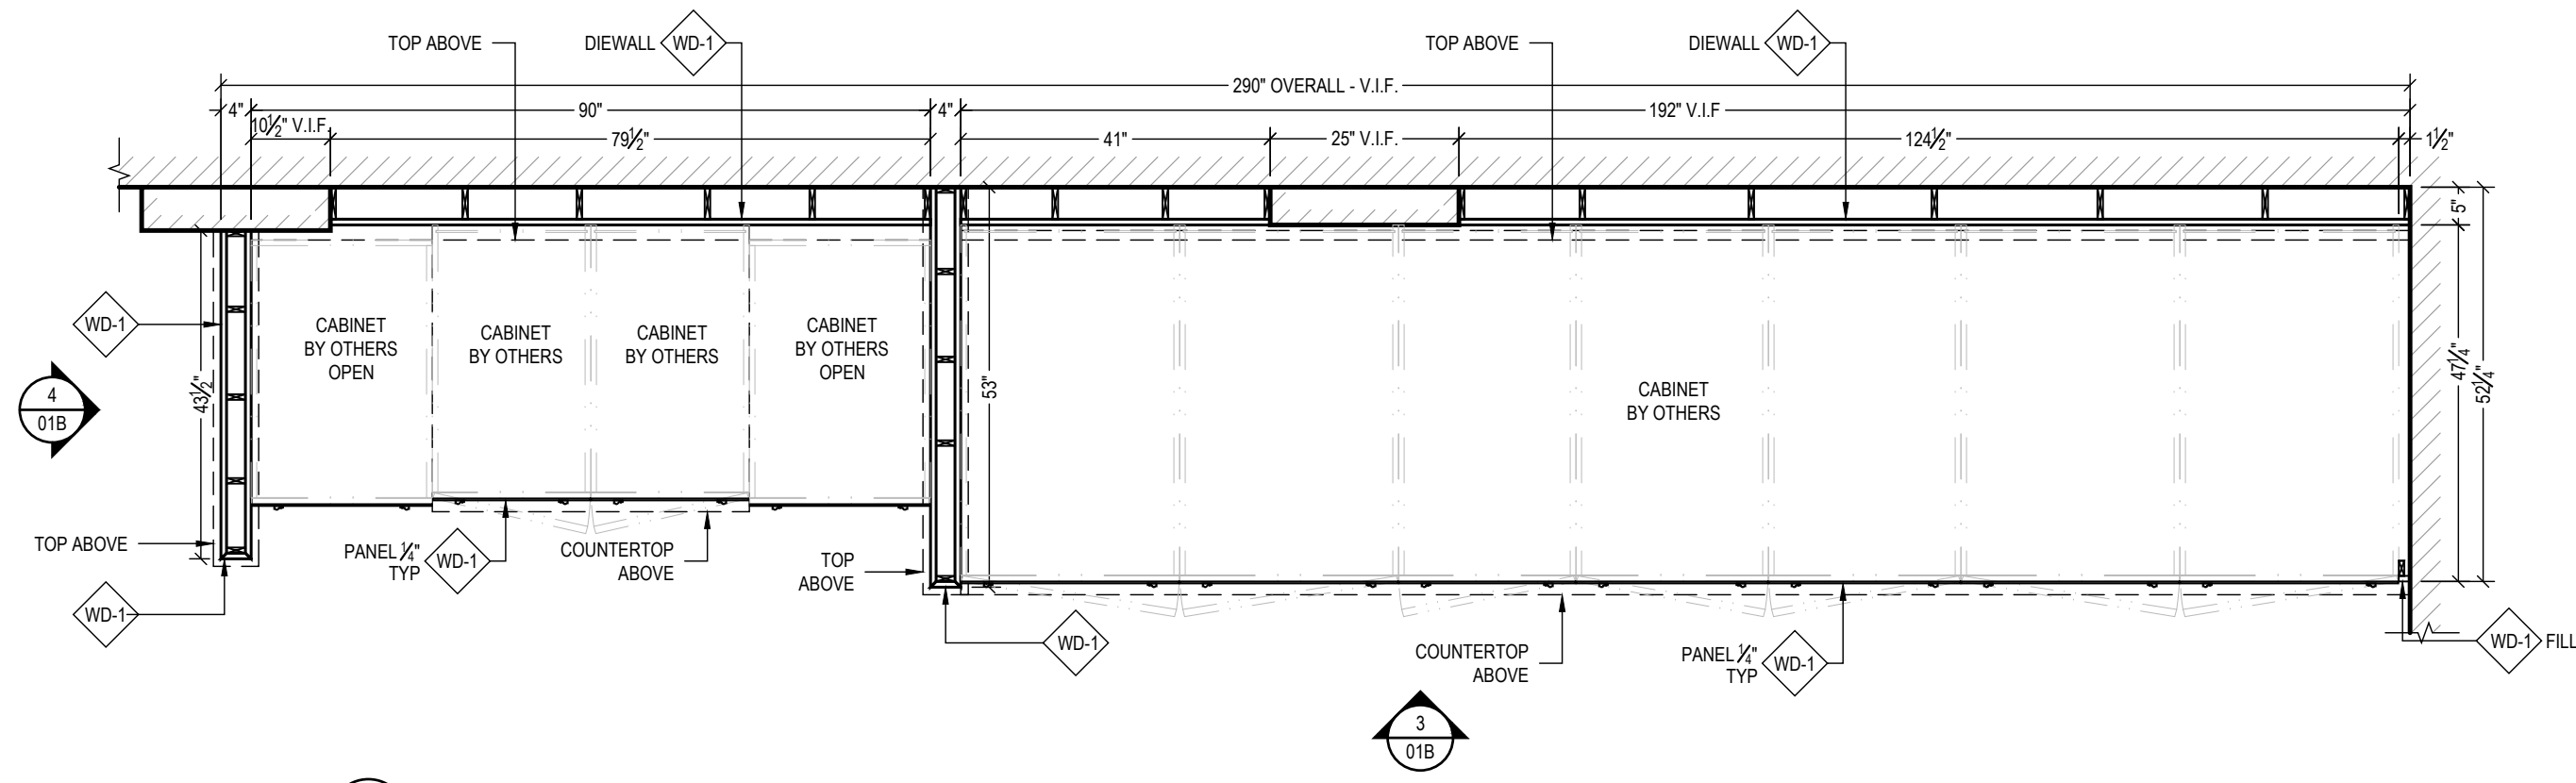 TOP ABOVE
DIEWALL
WD-1
TOP ABOVE
DIEWALL
WD-1
290" OVERALL - V.I.F.
4"
90"
4"
192" V.I.F
10½" V.I.F.
79½"
41"
25" V.I.F.
124½"
1½"
5"
WD-1
CABINET
BY OTHERS
OPEN
CABINET
BY OTHERS
CABINET
BY OTHERS
CABINET
BY OTHERS
OPEN
4
01B
43½"
53"
CABINET
BY OTHERS
47¼"
52¼"
TOP ABOVE
PANEL ¼"
TYP
WD-1
COUNTERTOP
ABOVE
TOP
ABOVE
WD-1
WD-1
COUNTERTOP
ABOVE
PANEL ¼"
TYP
WD-1
WD-1
FILL
3
01B